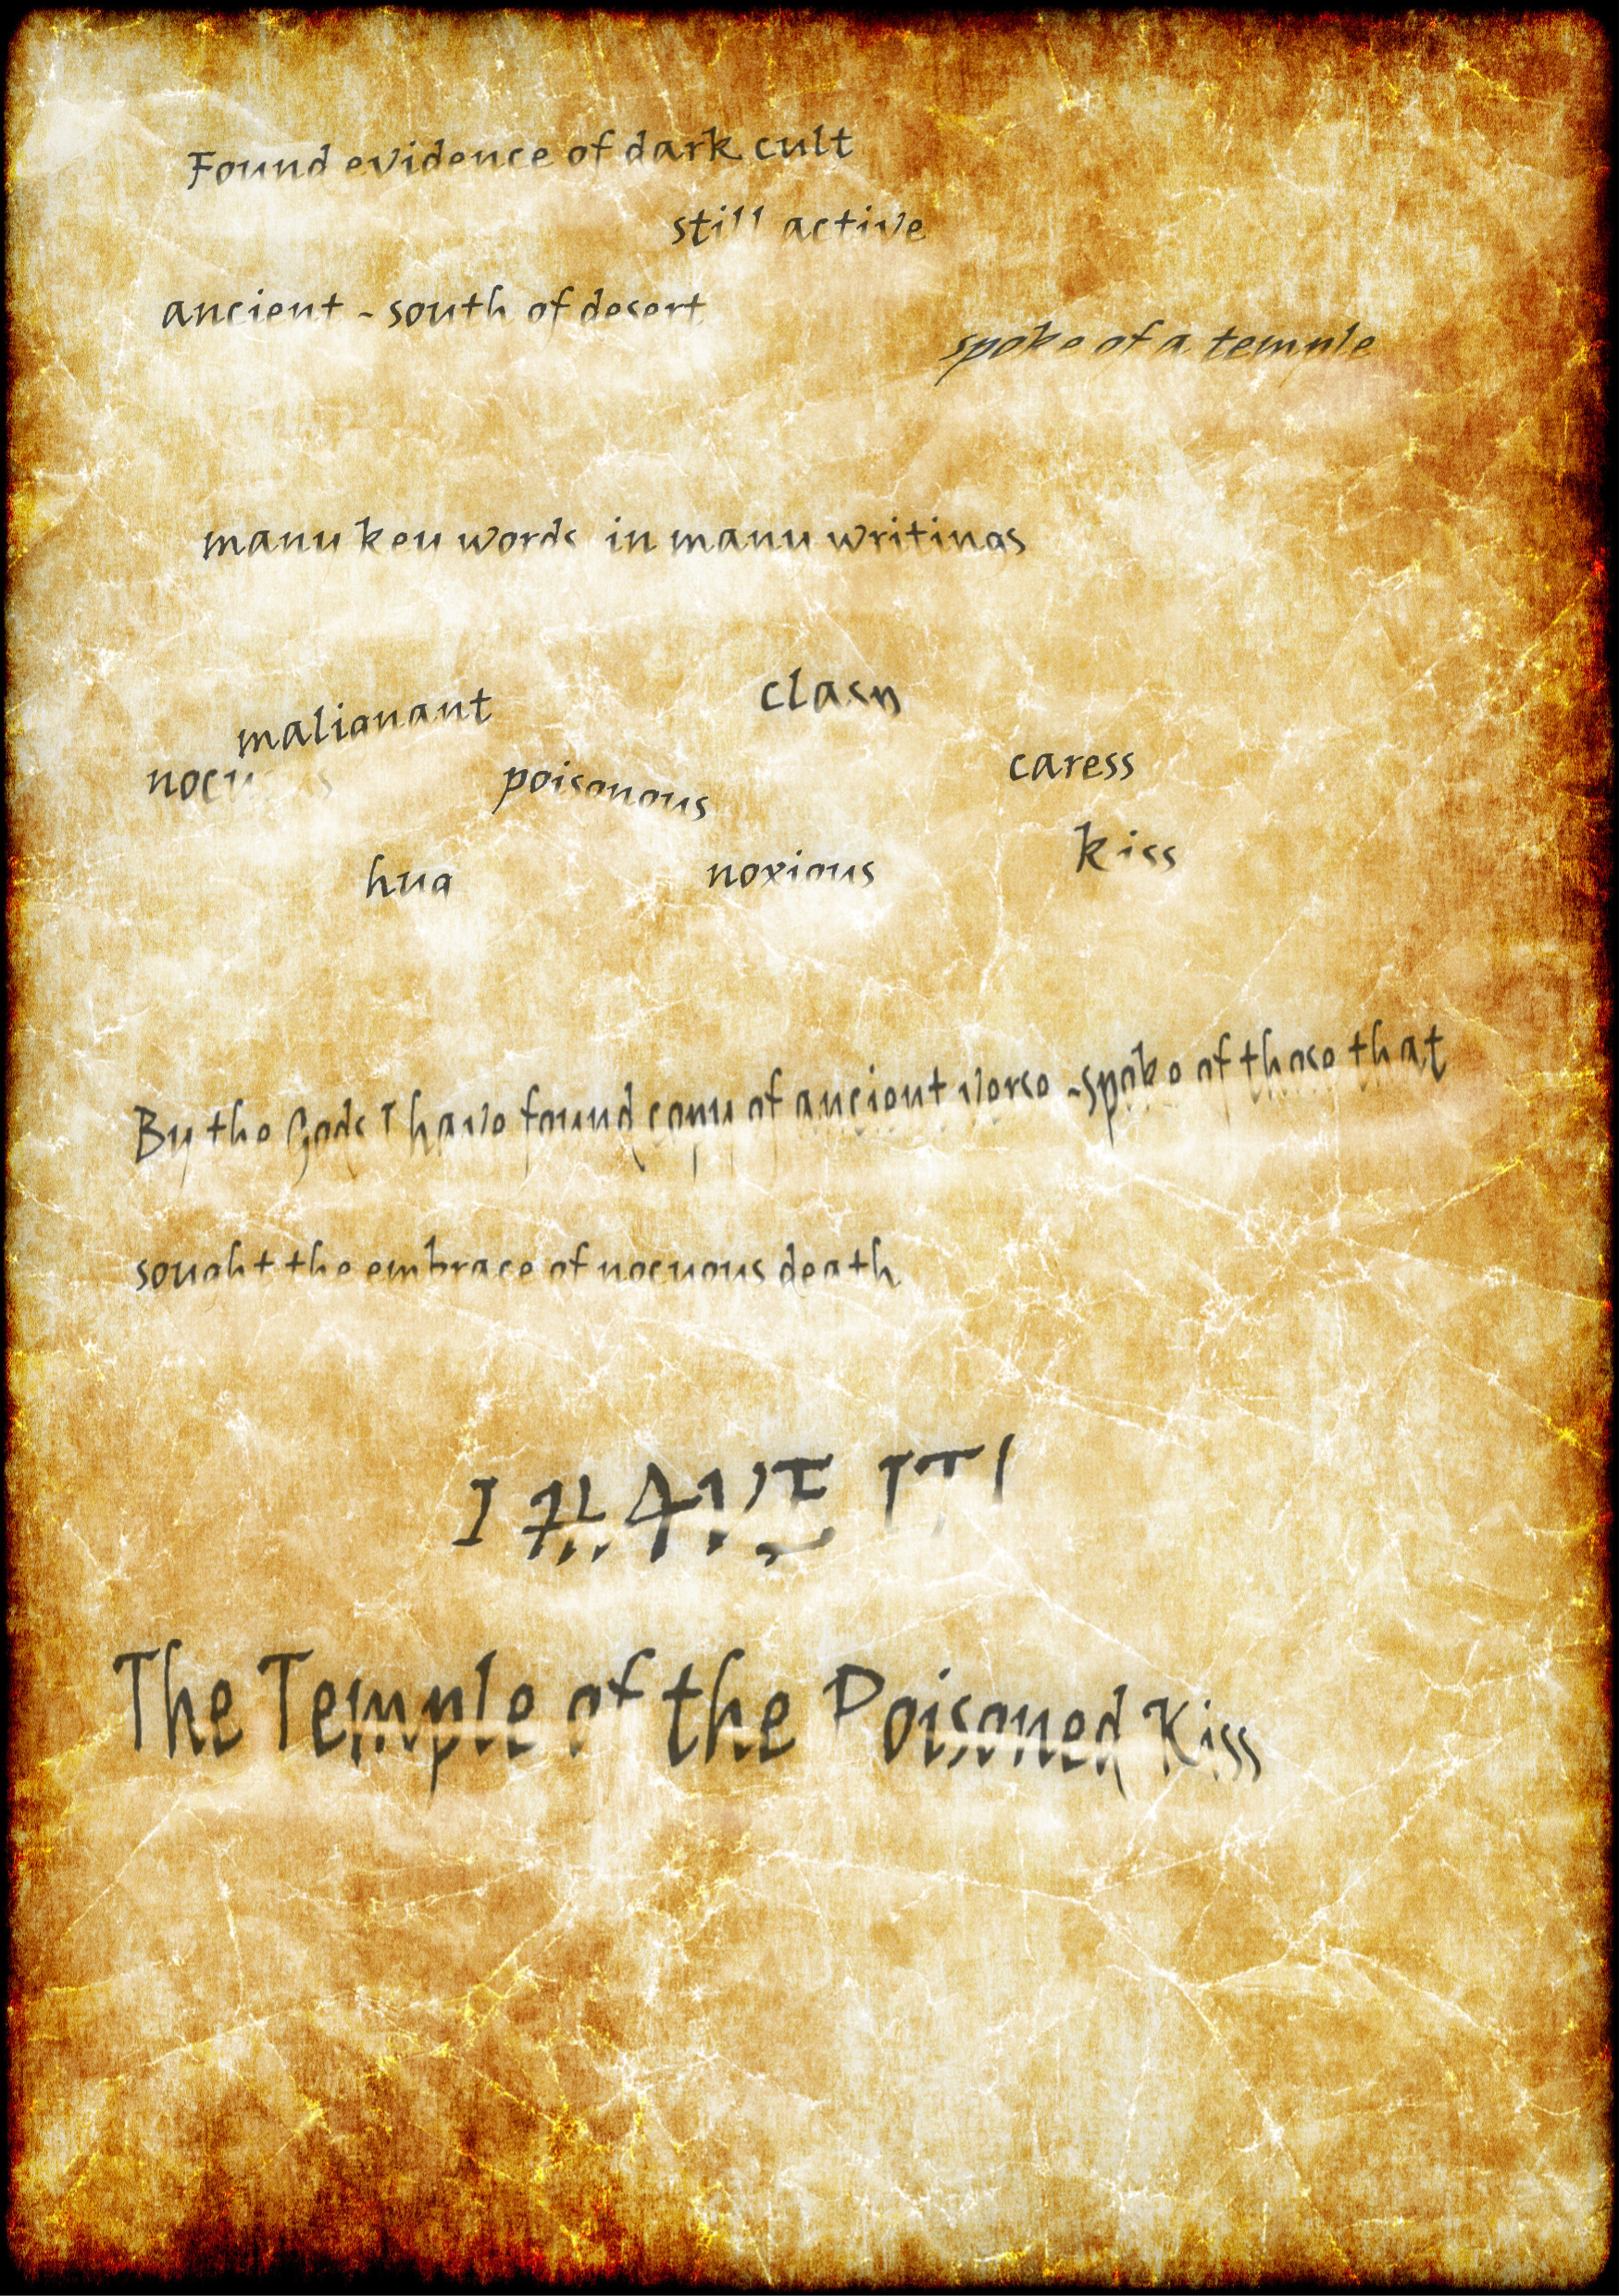 Found evidence of dark cult
still active
ancient - south of desert
spoke of a temple
many key words in many writings
malignant
clasp
nocuous
poisonous
caress
hug
noxious
kiss
By the Gods I have found copy of ancient verse - spoke of those that
sought the embrace of nocuous death
I HAVE IT!
The Temple of the Poisoned Kiss